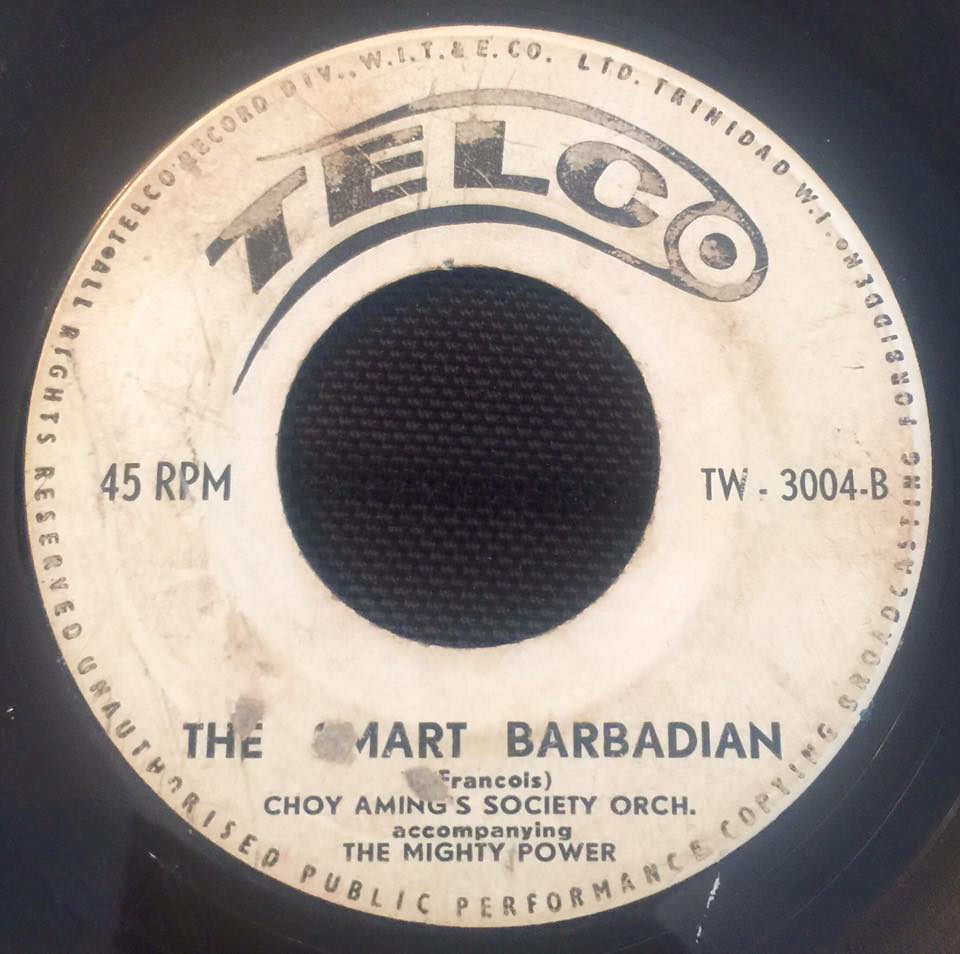 TELCO RECORD DIV., W.I.T. & E. CO. LTD. TRINIDAD W.I. ON FORBIDDEN
TELCO
45 RPM
TW - 3004-B
THE MART BARBADIAN
(Francois)
CHOY AMING'S SOCIETY ORCH.
accompanying
THE MIGHTY POWER
ALL RIGHTS RESERVED UNAUTHORISED PUBLIC PERFORMANCE COPYING BROADCASTING